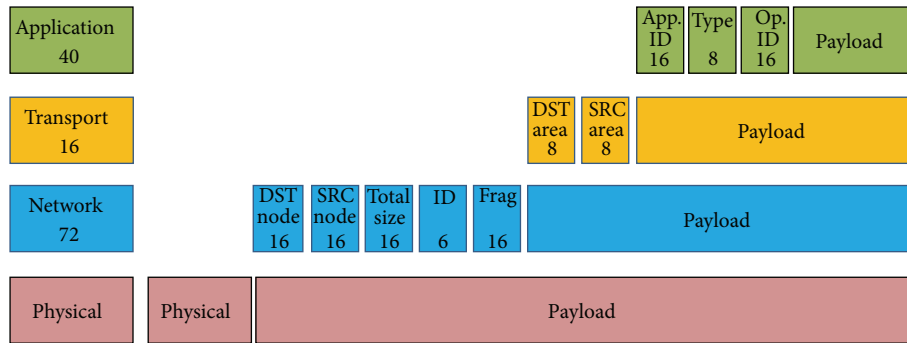 Application
40
App.
ID
16
Type
8
Op.
ID
16
Payload
Transport
16
DST
area
8
SRC
area
8
Payload
Network
72
DST
node
16
SRC
node
16
Total
size
16
ID
6
Frag
16
Payload
Physical
Physical
Payload